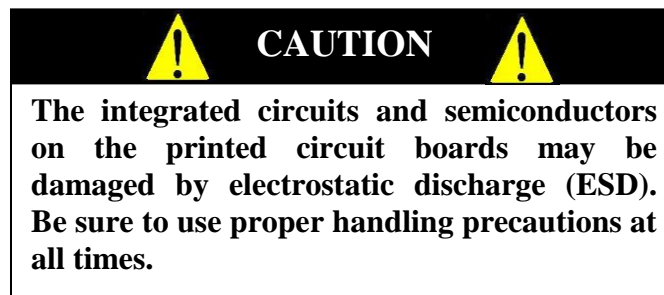 CAUTION
The integrated circuits and semiconductors
on the printed circuit boards may be
damaged by electrostatic discharge (ESD).
Be sure to use proper handling precautions at
all times.